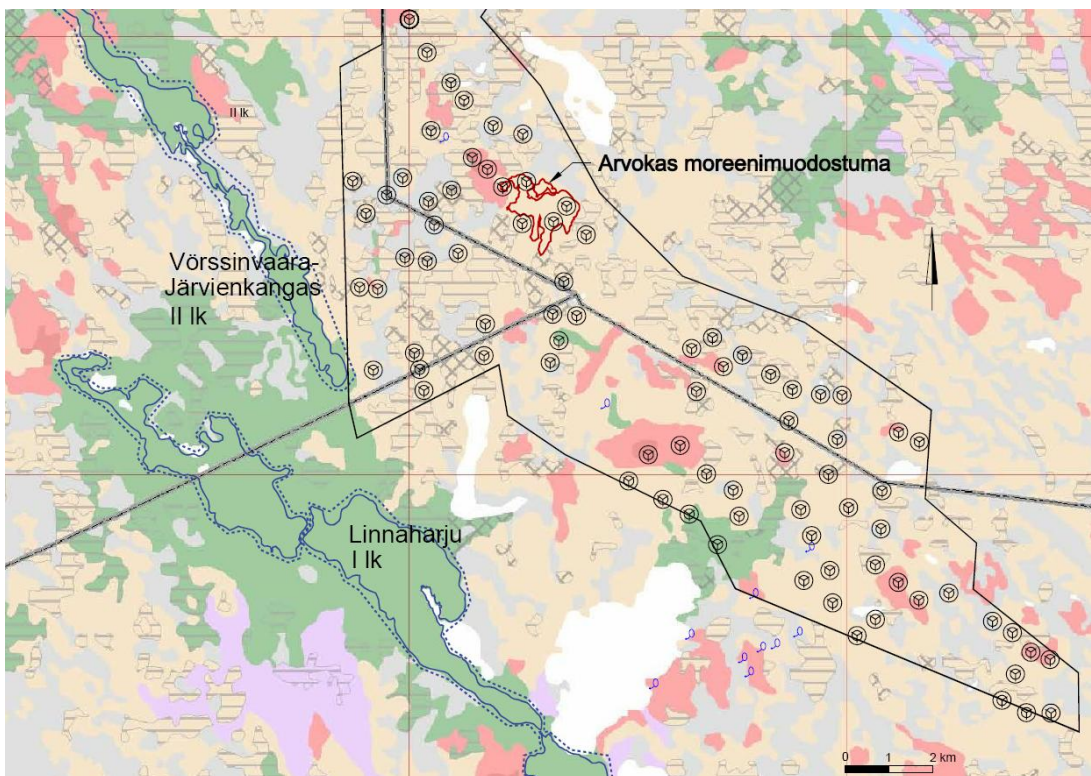 II lk
Arvokas moreenimuodostuma
Vörssinvaara-
Järvienkangas
II lk
Linnaharju
I lk
0 1 2 km